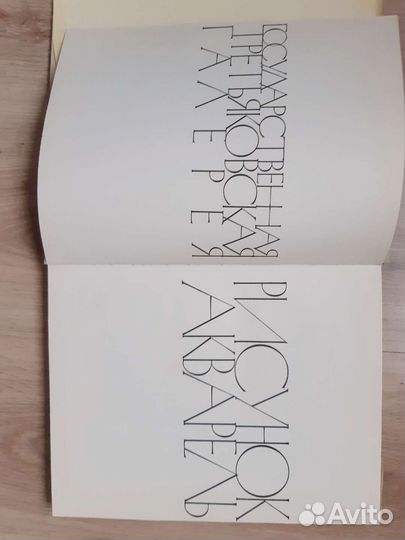 ГОСУДАРСТВЕННАЯ
ТРЕТЬЯКОВСКАЯ
ГАЛЕРЕЯ
РИСУНОК
АКВАРЕЛЬ
Avito